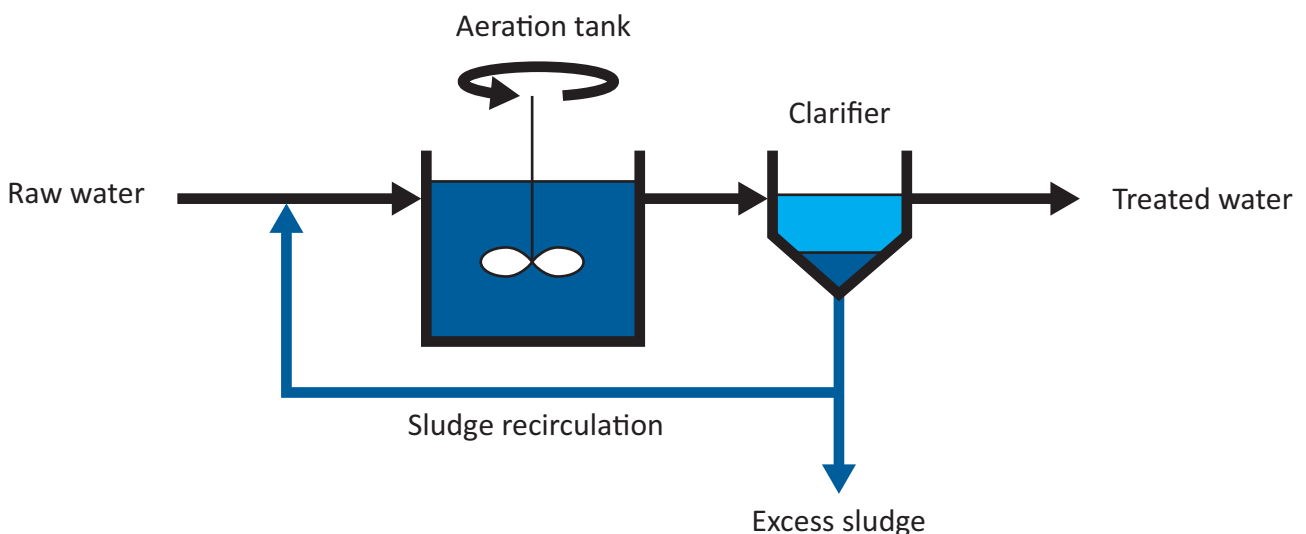 Aeration tank
Clarifier
Raw water
Treated water
Sludge recirculation
Excess sludge